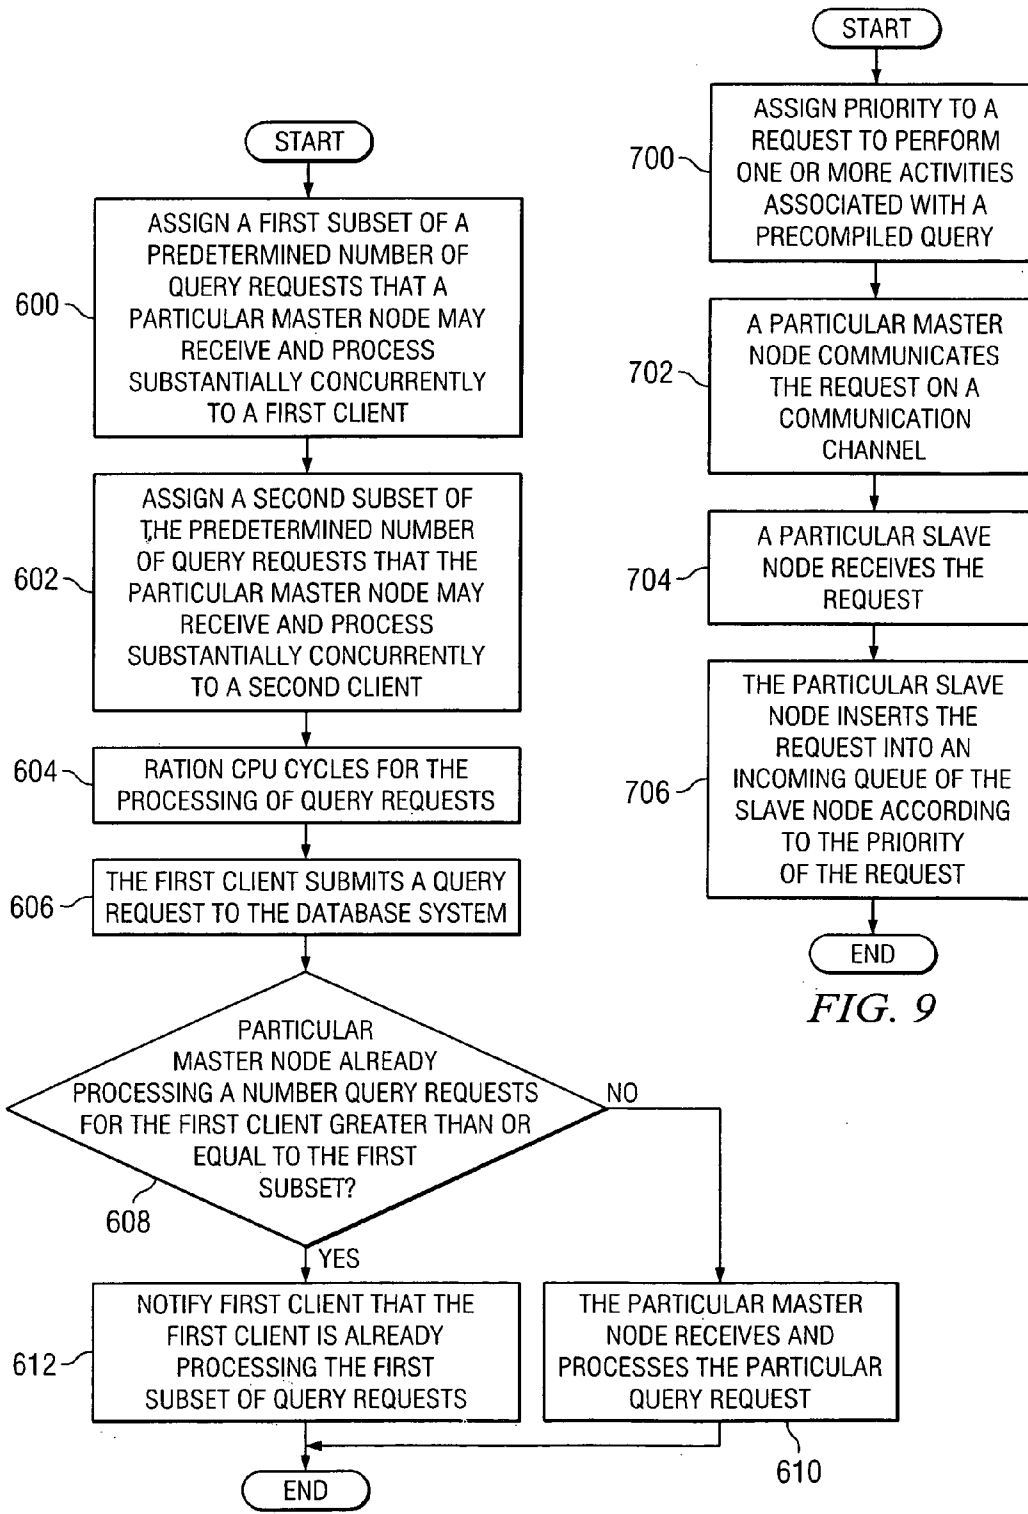 START
ASSIGN A FIRST SUBSET OF A
PREDETERMINED NUMBER OF
QUERY REQUESTS THAT A
PARTICULAR MASTER NODE MAY
RECEIVE AND PROCESS
SUBSTANTIALLY CONCURRENTLY
TO A FIRST CLIENT
600
ASSIGN A SECOND SUBSET OF
THE PREDETERMINED NUMBER
OF QUERY REQUESTS THAT THE
PARTICULAR MASTER NODE MAY
RECEIVE AND PROCESS
SUBSTANTIALLY CONCURRENTLY
TO A SECOND CLIENT
602
RATION CPU CYCLES FOR THE
PROCESSING OF QUERY REQUESTS
604
THE FIRST CLIENT SUBMITS A QUERY
REQUEST TO THE DATABASE SYSTEM
606
PARTICULAR
MASTER NODE ALREADY
PROCESSING A NUMBER QUERY REQUESTS
FOR THE FIRST CLIENT GREATER THAN OR
EQUAL TO THE FIRST
SUBSET?
608
NO
YES
NOTIFY FIRST CLIENT THAT THE
FIRST CLIENT IS ALREADY
PROCESSING THE FIRST
SUBSET OF QUERY REQUESTS
612
THE PARTICULAR MASTER
NODE RECEIVES AND
PROCESSES THE PARTICULAR
QUERY REQUEST
610
END
START
ASSIGN PRIORITY TO A
REQUEST TO PERFORM
ONE OR MORE ACTIVITIES
ASSOCIATED WITH A
PRECOMPILED QUERY
700
A PARTICULAR MASTER
NODE COMMUNICATES
THE REQUEST ON A
COMMUNICATION
CHANNEL
702
A PARTICULAR SLAVE
NODE RECEIVES THE
REQUEST
704
THE PARTICULAR SLAVE
NODE INSERTS THE
REQUEST INTO AN
INCOMING QUEUE OF THE
SLAVE NODE ACCORDING
TO THE PRIORITY
OF THE REQUEST
706
END
FIG. 9